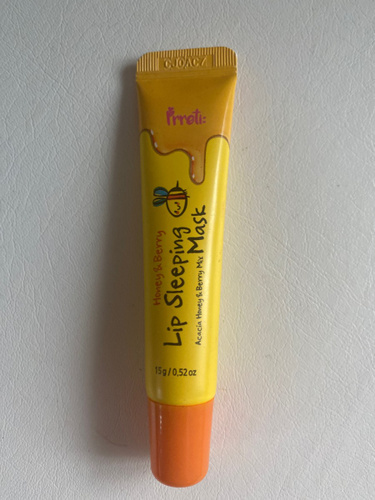 Prreti:
Honey & Berry
Lip Sleeping
Mask
Acacia Honey & Berry Mix
15g / 0.52oz